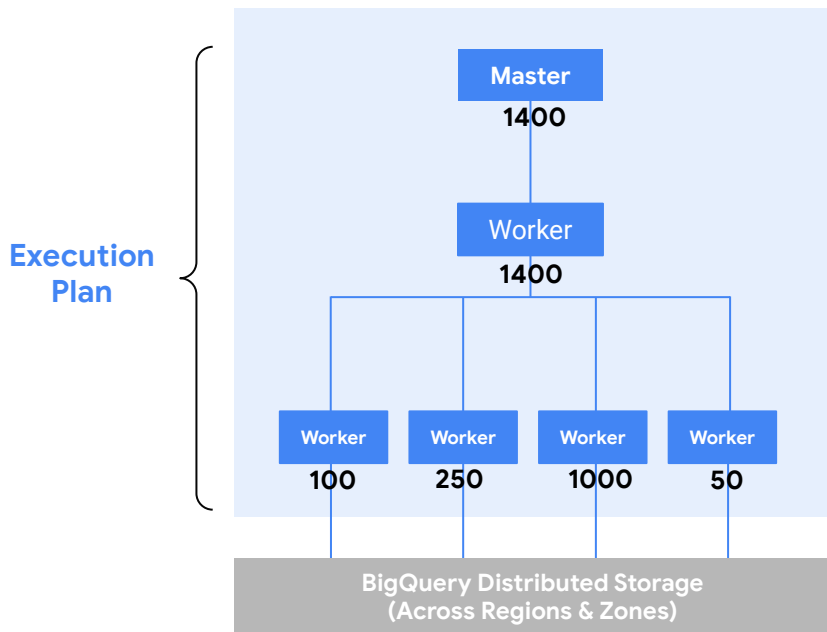 Master
1400
Worker
1400
Execution
Plan
Worker Worker Worker Worker
100 250 1000 50
BigQuery Distributed Storage
(Across Regions & Zones)